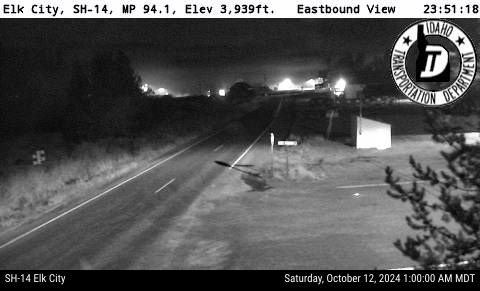 Elk City, SH-14, MP 94.1, Elev 3,939ft.   Eastbound View    23:51:18
IDAHO
TRANSPORTATION DEPARTMENT
SH-14 Elk City
Saturday, October 12, 2024 1:00:00 AM MDT